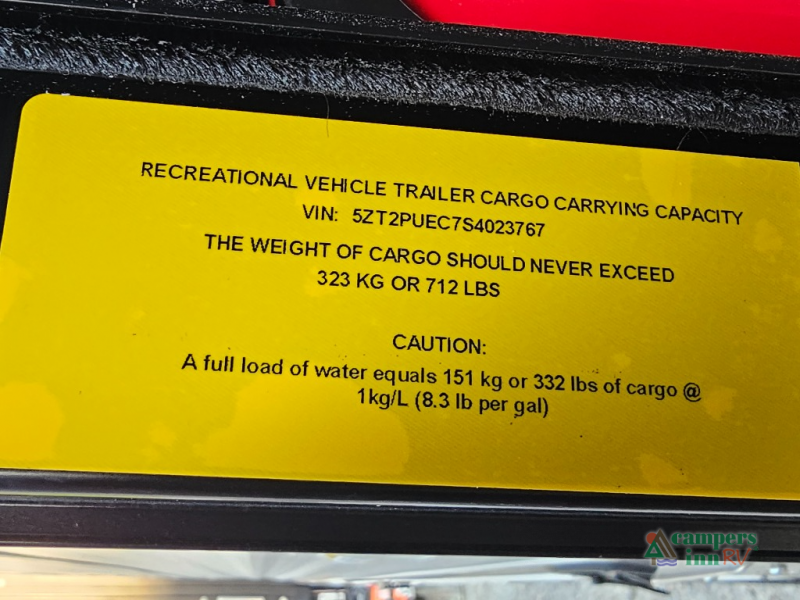 RECREATIONAL VEHICLE TRAILER CARGO CARRYING CAPACITY
VIN: 5ZT2PUEC7S4023767
THE WEIGHT OF CARGO SHOULD NEVER EXCEED
323 KG OR 712 LBS
CAUTION:
A full load of water equals 151 kg or 332 lbs of cargo @
1kg/L (8.3 lb per gal)
campers
inn RV